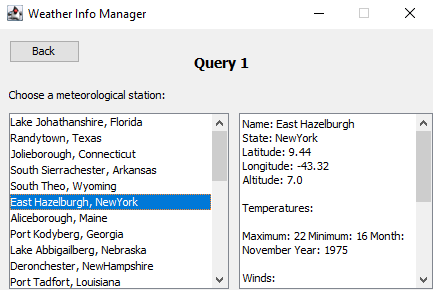 Weather Info Manager
Back
Query 1
Choose a meteorological station:
Lake Johathanshire, Florida
Randytown, Texas
Jolieborough, Connecticut
South Sierrachester, Arkansas
South Theo, Wyoming
East Hazelburgh, NewYork
Aliceborough, Maine
Port Kodyberg, Georgia
Lake Abbigailberg, Nebraska
Deronchester, NewHampshire
Port Tadfort, Louisiana
Name: East Hazelburgh
State: NewYork
Latitude: 9.44
Longitude: -43.32
Altitude: 7.0
Temperatures:
Maximum: 22 Minimum: 16 Month:
November Year: 1975
Winds: